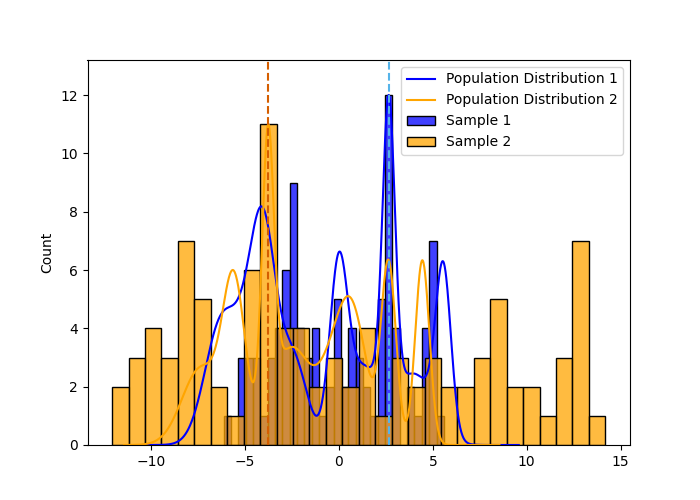 Population Distribution 1
Population Distribution 2
Sample 1
Sample 2
Count
12
10
8
6
4
2
0
−10 −5 0 5 10 15